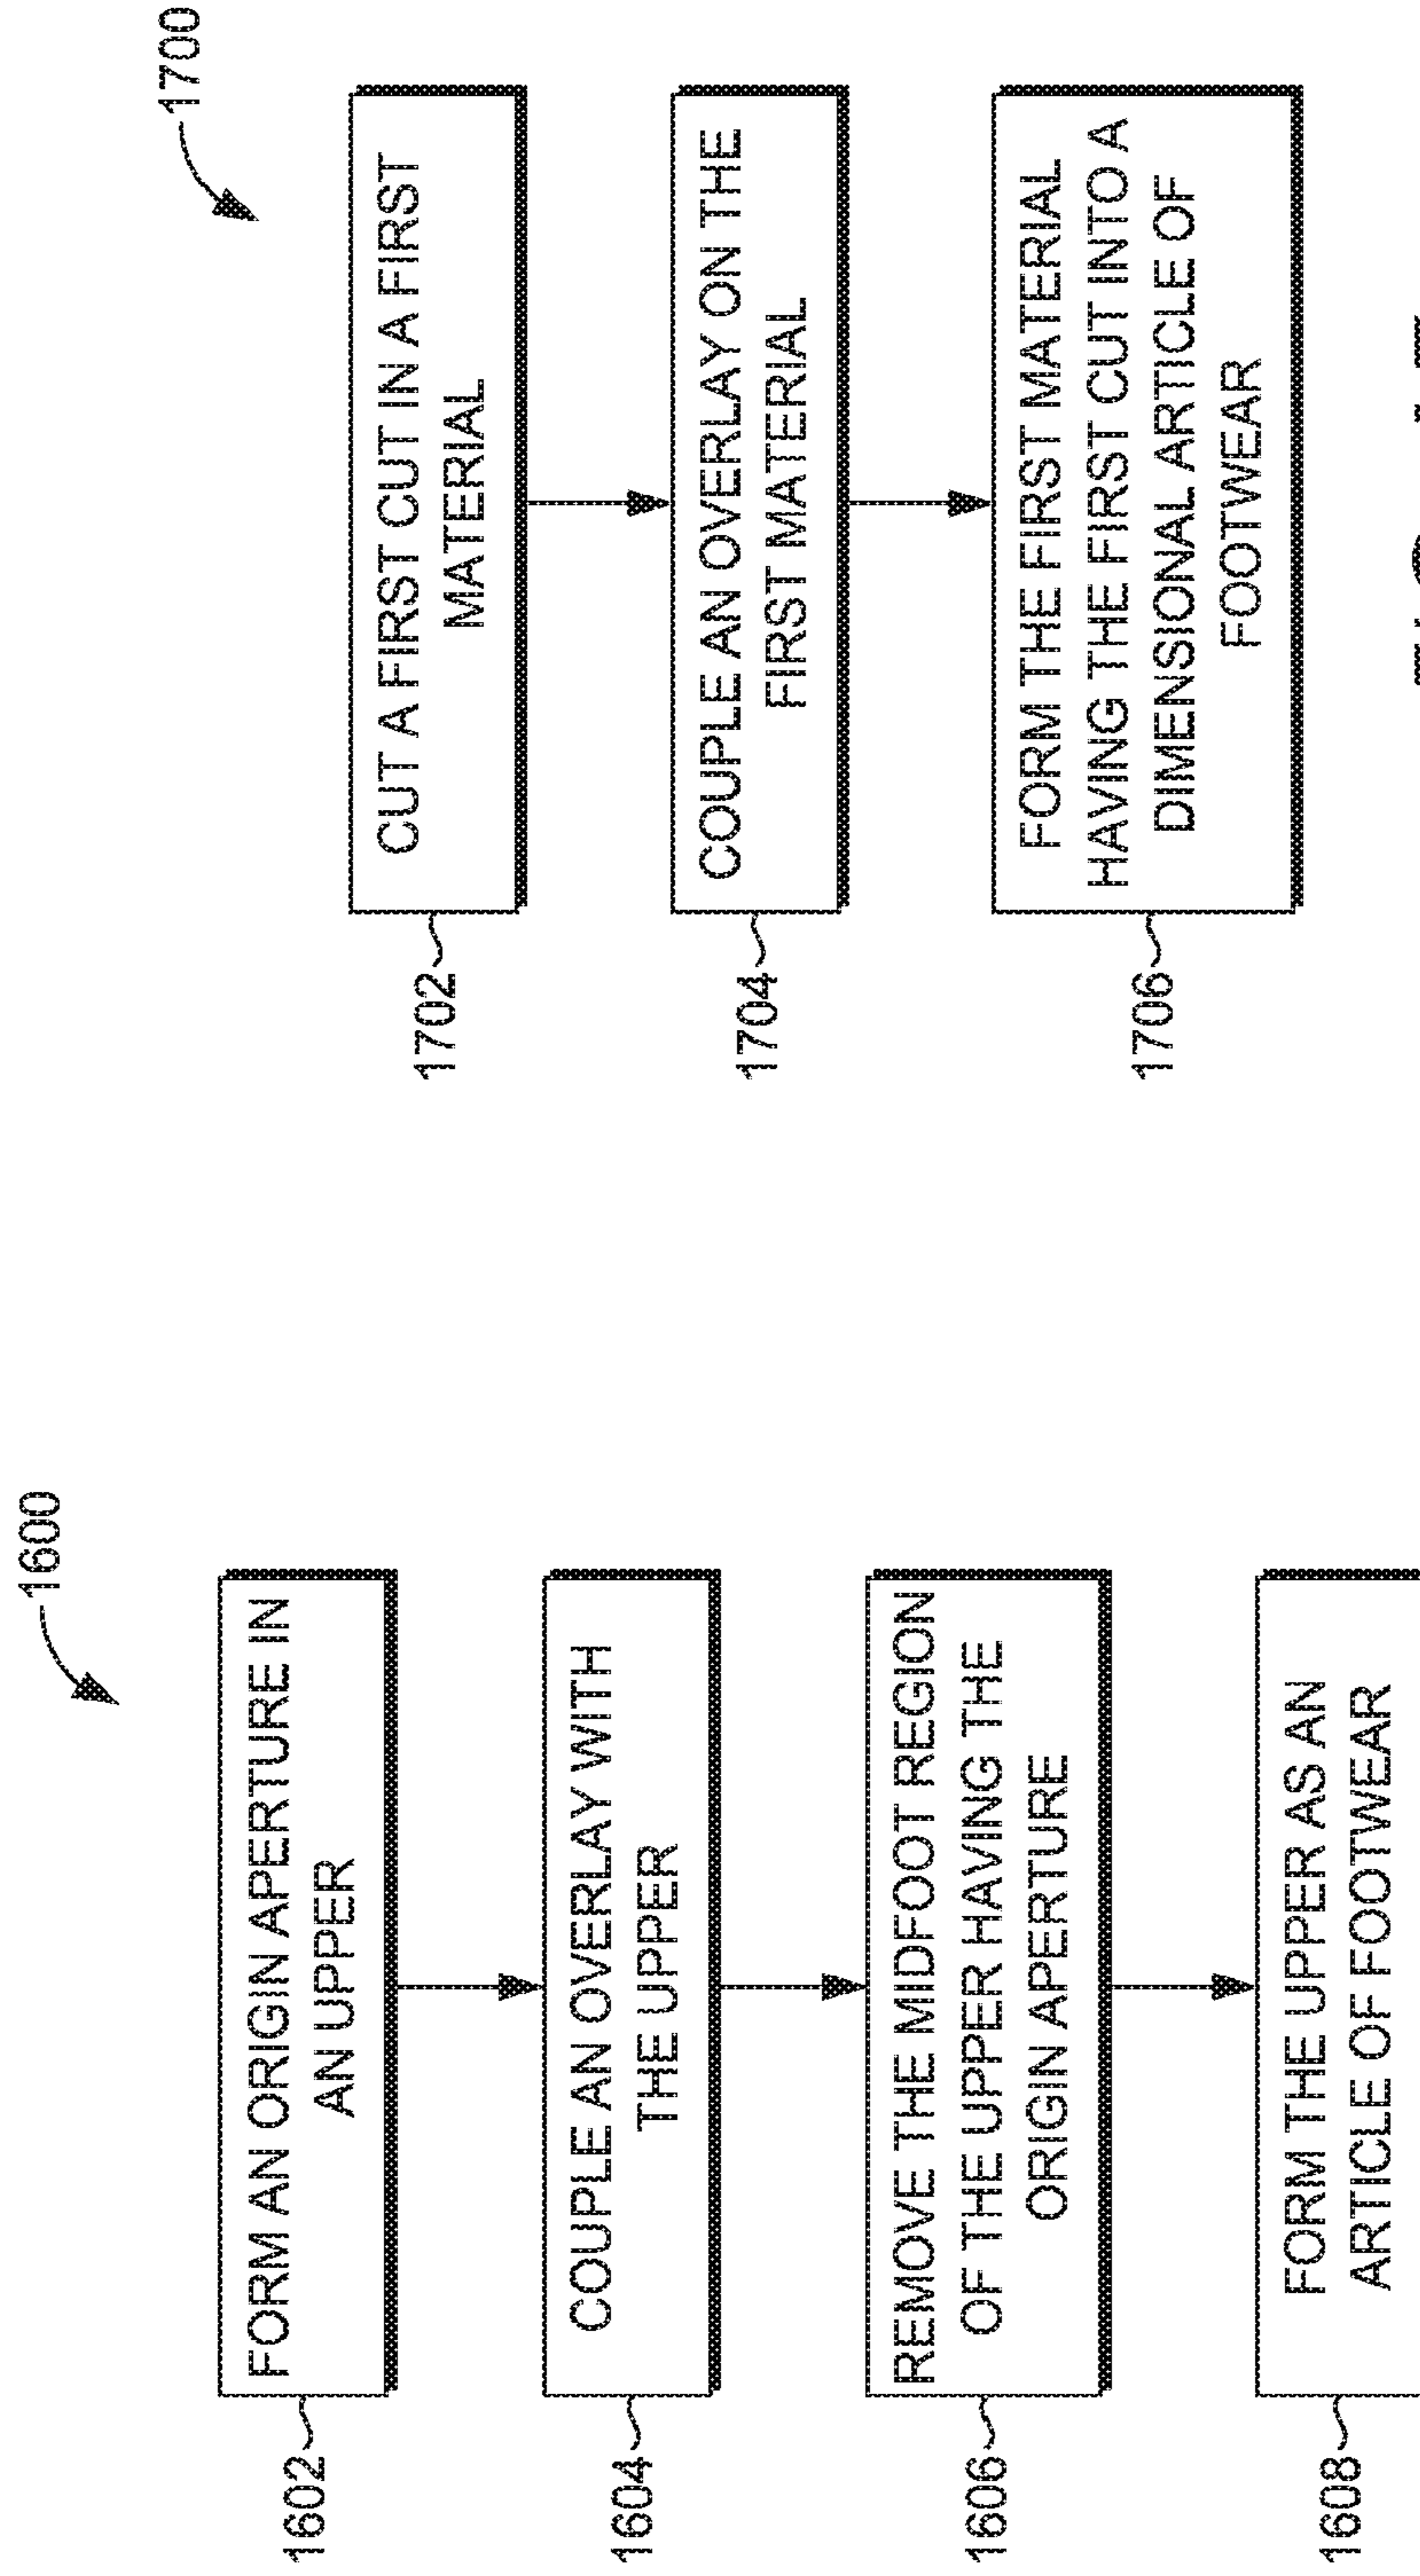 1600
1602
FORM AN ORIGIN APERTURE IN
AN UPPER
1604
COUPLE AN OVERLAY WITH
THE UPPER
1606
REMOVE THE MIDFOOT REGION
OF THE UPPER HAVING THE
ORIGIN APERTURE
1608
FORM THE UPPER AS AN
ARTICLE OF FOOTWEAR
1700
1702
CUT A FIRST CUT IN A FIRST
MATERIAL
1704
COUPLE AN OVERLAY ON THE
FIRST MATERIAL
1706
FORM THE FIRST MATERIAL
HAVING THE FIRST CUT INTO A
DIMENSIONAL ARTICLE OF
FOOTWEAR